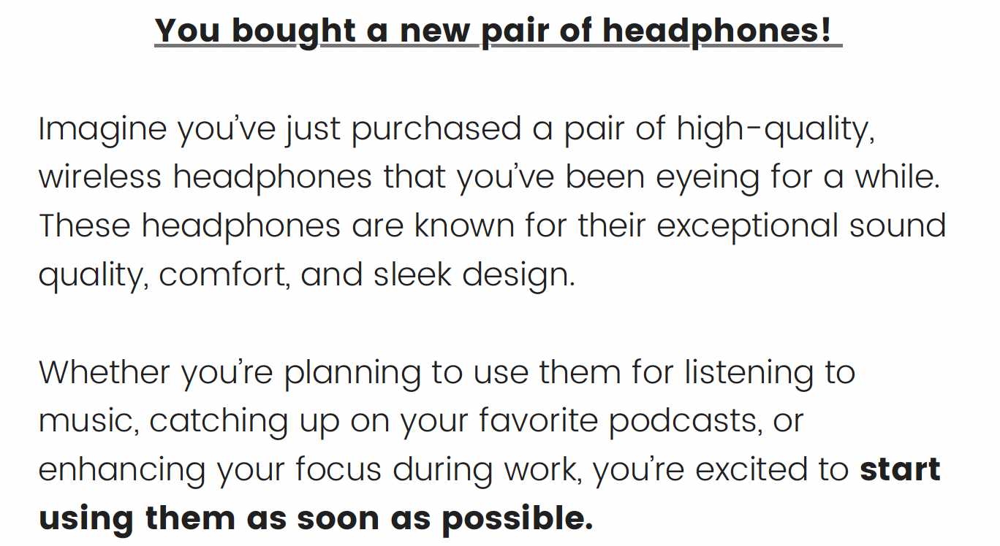 You bought a new pair of headphones!
Imagine you’ve just purchased a pair of high-quality,
wireless headphones that you’ve been eyeing for a while.
These headphones are known for their exceptional sound
quality, comfort, and sleek design.
Whether you’re planning to use them for listening to
music, catching up on your favorite podcasts, or
enhancing your focus during work, you’re excited to start
using them as soon as possible.